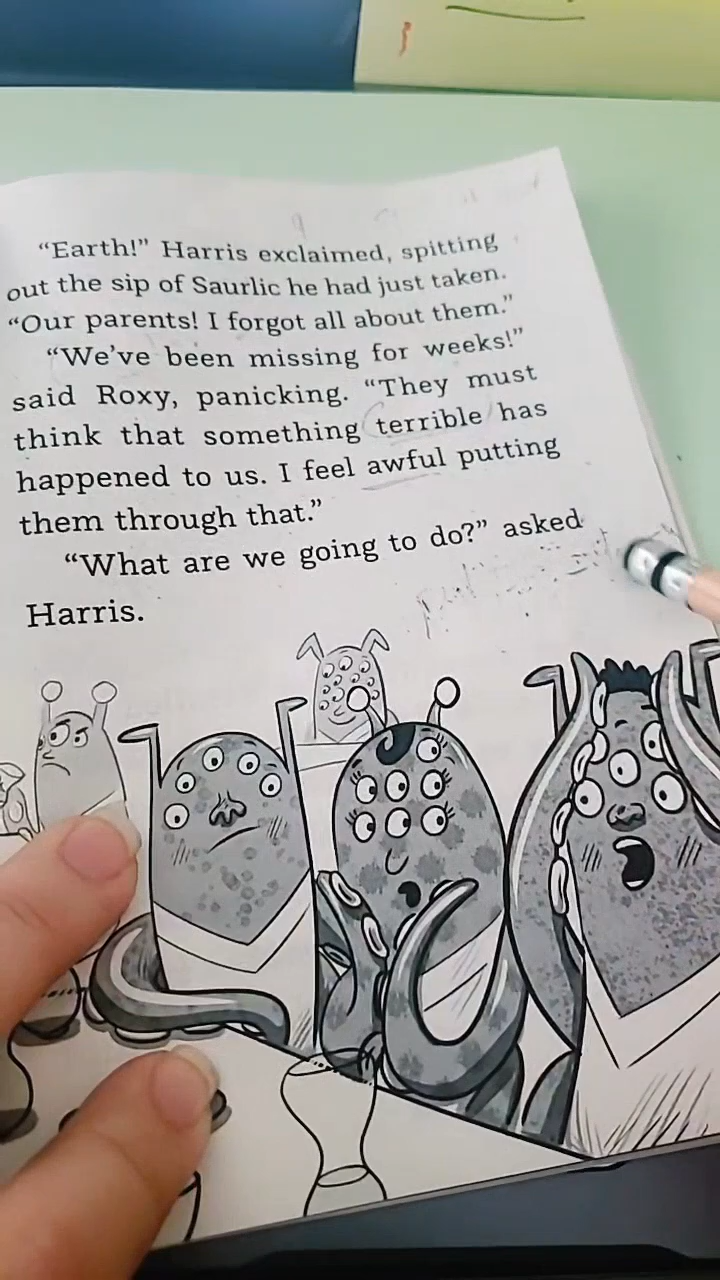 “Earth!” Harris exclaimed, spitting
out the sip of Saurlic he had just taken.
“Our parents! I forgot all about them.”
“We’ve been missing for weeks!”
said Roxy, panicking. “They must
think that something terrible has
happened to us. I feel awful putting
them through that.”
“What are we going to do?” asked
Harris.